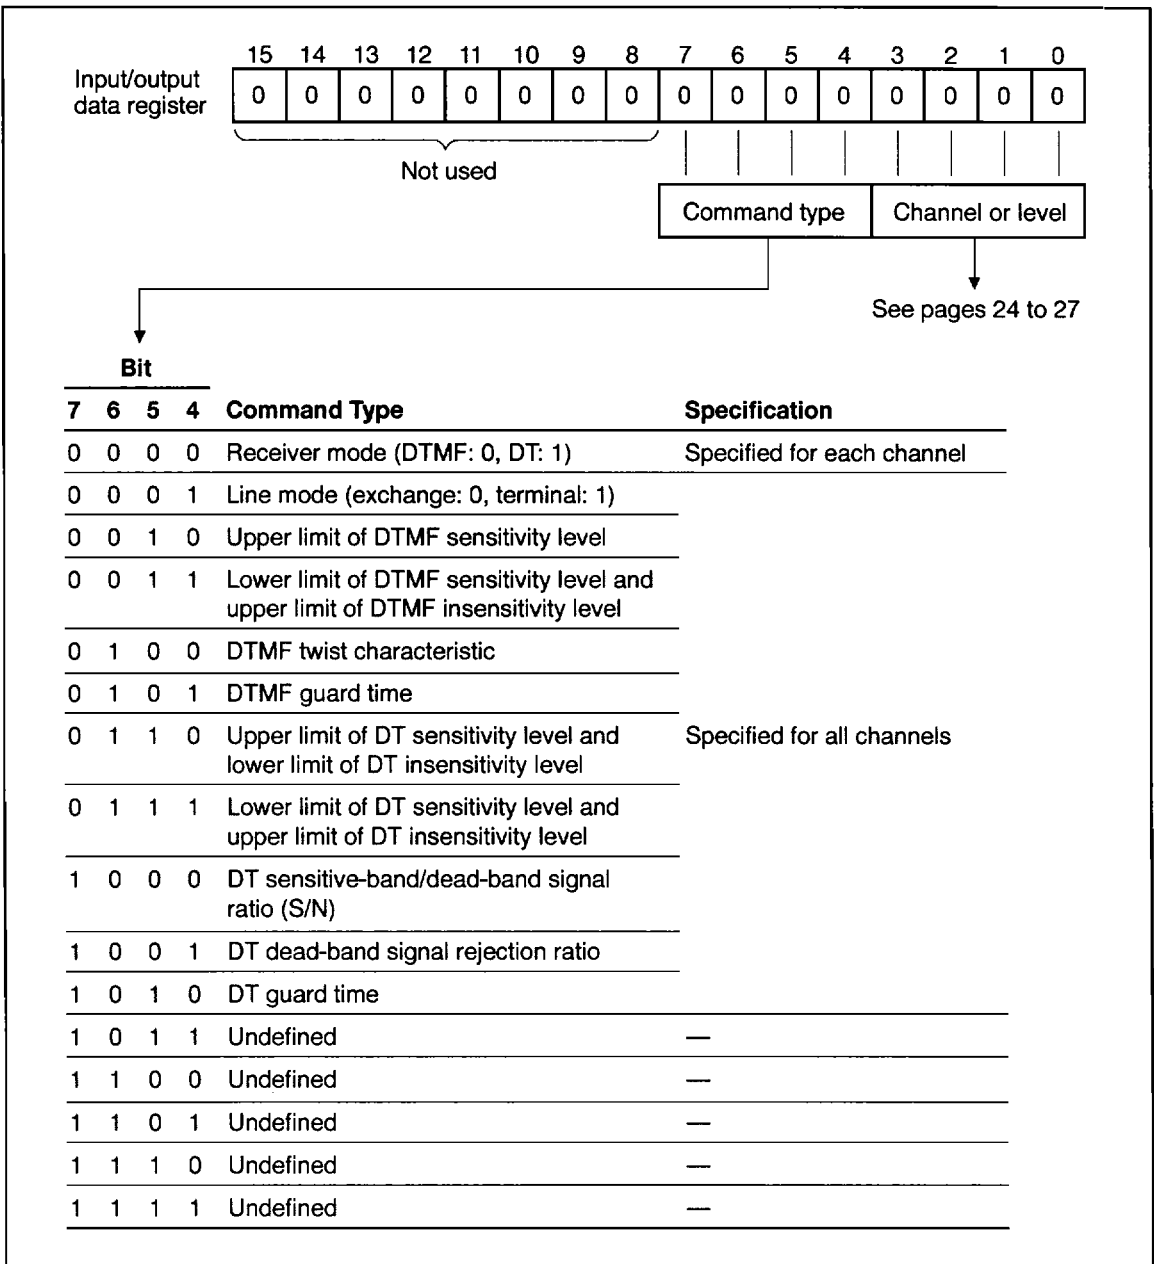 15 14 13 12 11 10 9 8 7 6 5 4 3 2 1 0
Input/output
data register
0 0 0 0 0 0 0 0 0 0 0 0 0 0 0 0
Not used
Command type
Channel or level
See pages 24 to 27
Bit
7 6 5 4 Command Type Specification
0 0 0 0 Receiver mode (DTMF: 0, DT: 1) Specified for each channel
0 0 0 1 Line mode (exchange: 0, terminal: 1)
0 0 1 0 Upper limit of DTMF sensitivity level
0 0 1 1 Lower limit of DTMF sensitivity level and
upper limit of DTMF insensitivity level
0 1 0 0 DTMF twist characteristic
0 1 0 1 DTMF guard time
0 1 1 0 Upper limit of DT sensitivity level and Specified for all channels
lower limit of DT insensitivity level
0 1 1 1 Lower limit of DT sensitivity level and
upper limit of DT insensitivity level
1 0 0 0 DT sensitive-band/dead-band signal
ratio (S/N)
1 0 0 1 DT dead-band signal rejection ratio
1 0 1 0 DT guard time
1 0 1 1 Undefined —
1 1 0 0 Undefined —
1 1 0 1 Undefined —
1 1 1 0 Undefined —
1 1 1 1 Undefined —